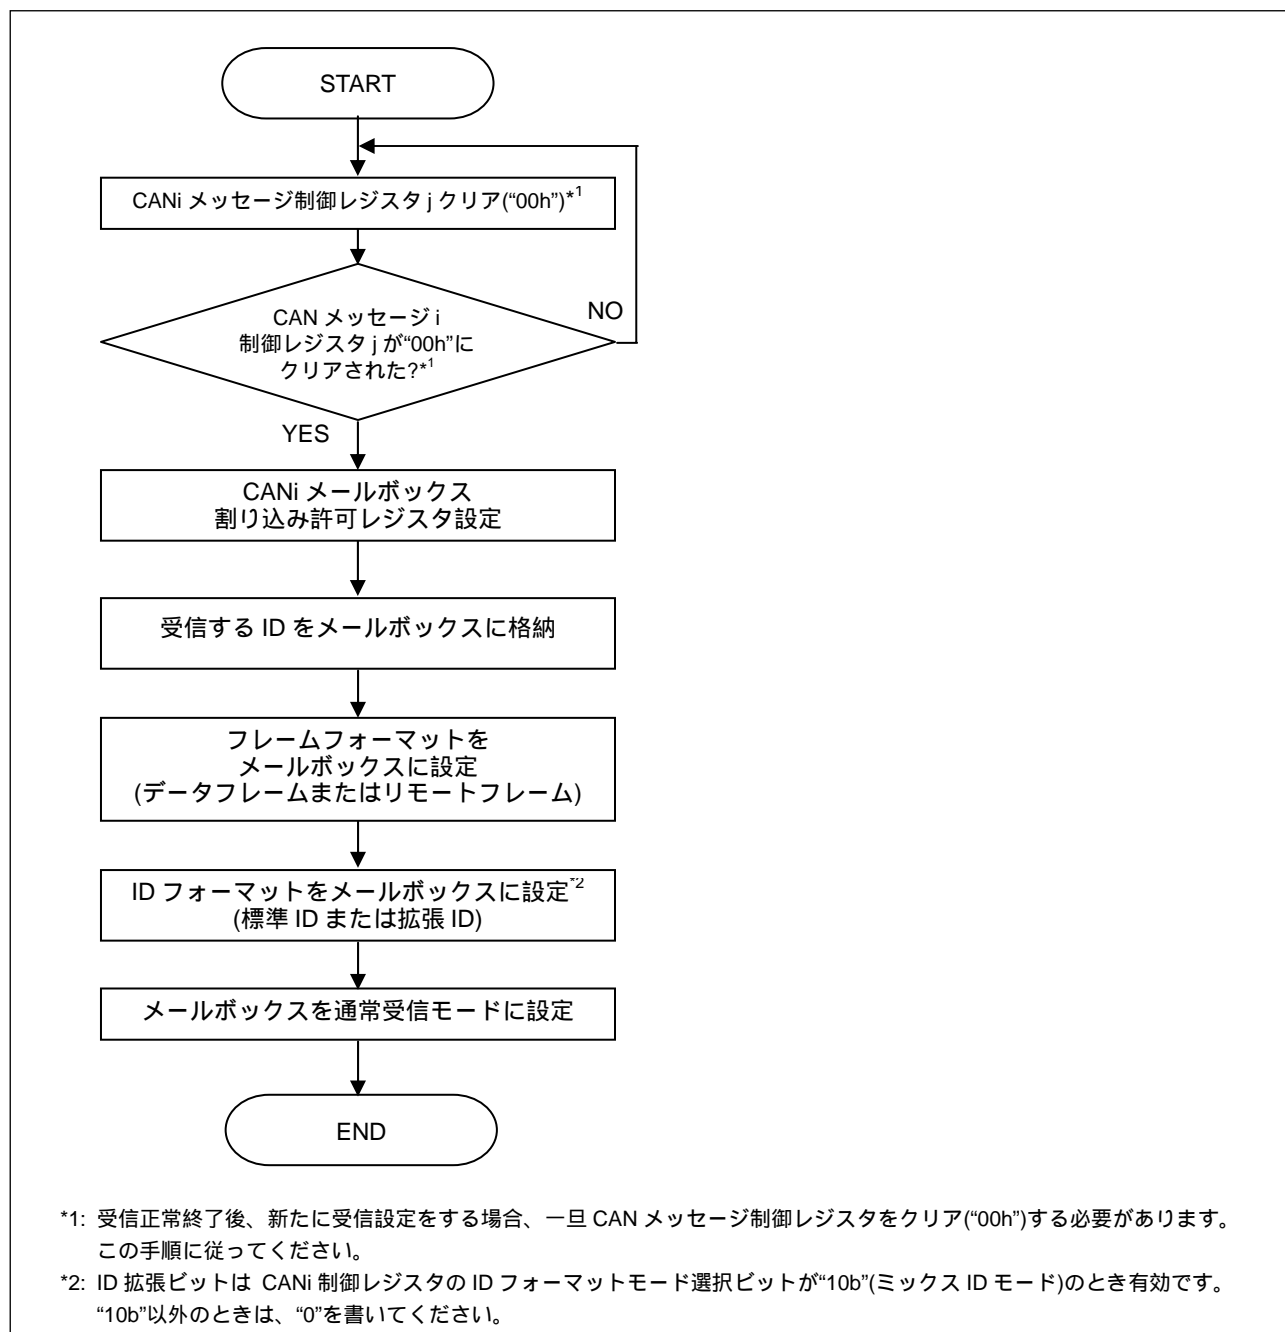 START
CANi メッセージ制御レジスタ j クリア(“00h”)*1
CAN メッセージ i
制御レジスタ j が“00h”に
クリアされた?*1
NO
YES
CANi メールボックス
割り込み許可レジスタ設定
受信する ID をメールボックスに格納
フレームフォーマットを
メールボックスに設定
(データフレームまたはリモートフレーム)
ID フォーマットをメールボックスに設定*2
(標準 ID または拡張 ID)
メールボックスを通常受信モードに設定
END
*1: 受信正常終了後、新たに受信設定をする場合、一旦 CAN メッセージ制御レジスタをクリア(“00h”)する必要があります。
この手順に従ってください。
*2: ID 拡張ビットは CANi 制御レジスタの ID フォーマットモード選択ビットが“10b”(ミックス ID モード)のとき有効です。
“10b”以外のときは、“0”を書いてください。